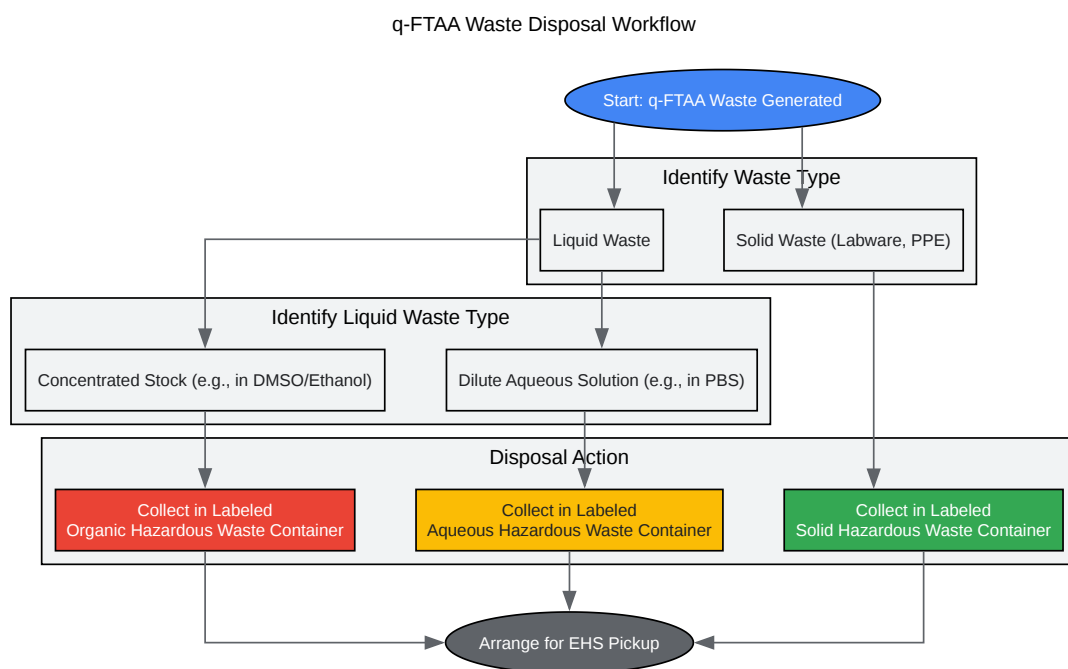 q-FTAA Waste Disposal Workflow
Start: q-FTAA Waste Generated
Identify Waste Type
Liquid Waste
Solid Waste (Labware, PPE)
Identify Liquid Waste Type
Concentrated Stock (e.g., in DMSO/Ethanol)
Dilute Aqueous Solution (e.g., in PBS)
Disposal Action
Collect in Labeled
Organic Hazardous Waste Container
Collect in Labeled
Aqueous Hazardous Waste Container
Collect in Labeled
Solid Hazardous Waste Container
Arrange for EHS Pickup